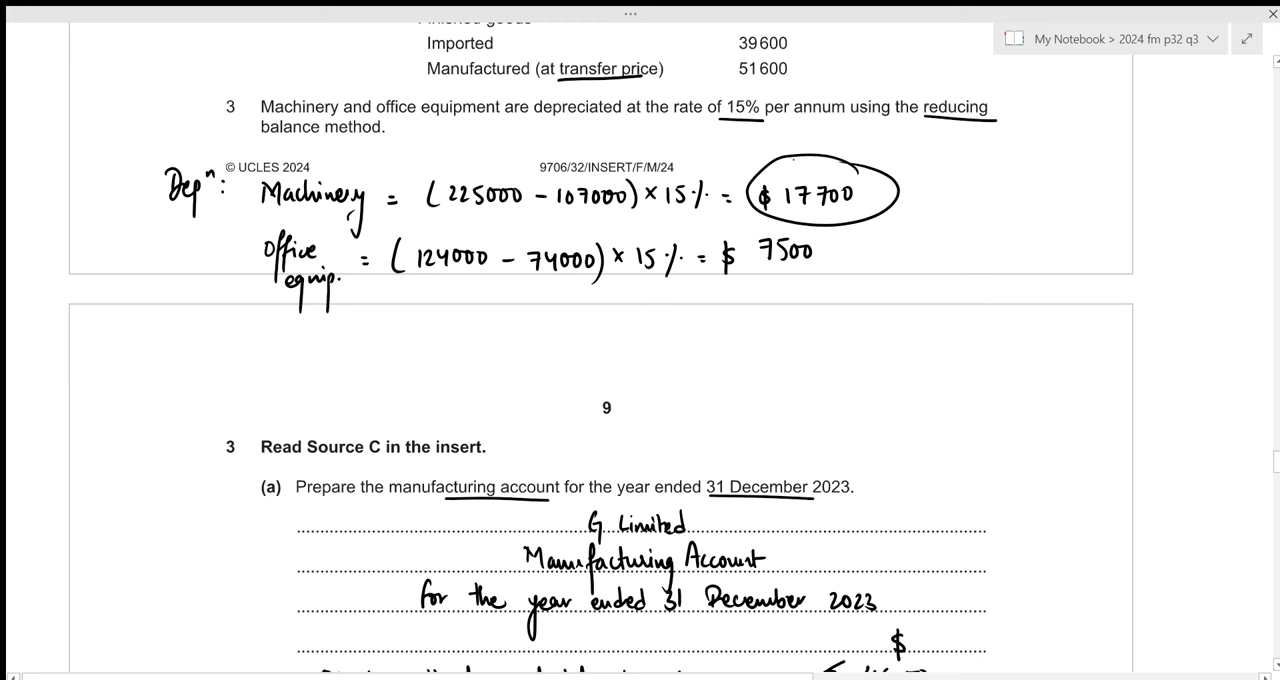 ...
My Notebook > 2024 fm p32 q3
Imported 39600
Manufactured (at transfer price) 51600
3 Machinery and office equipment are depreciated at the rate of 15% per annum using the reducing
balance method.
© UCLES 2024 9706/32/INSERT/F/M/24
Depⁿ: Machinery = (225000 - 107000) × 15% = $ 17700
Office equip. = (124000 - 74000) × 15% = $ 7500
9
3 Read Source C in the insert.
(a) Prepare the manufacturing account for the year ended 31 December 2023.
G Limited
Manufacturing Account
for the year ended 31 December 2023
$